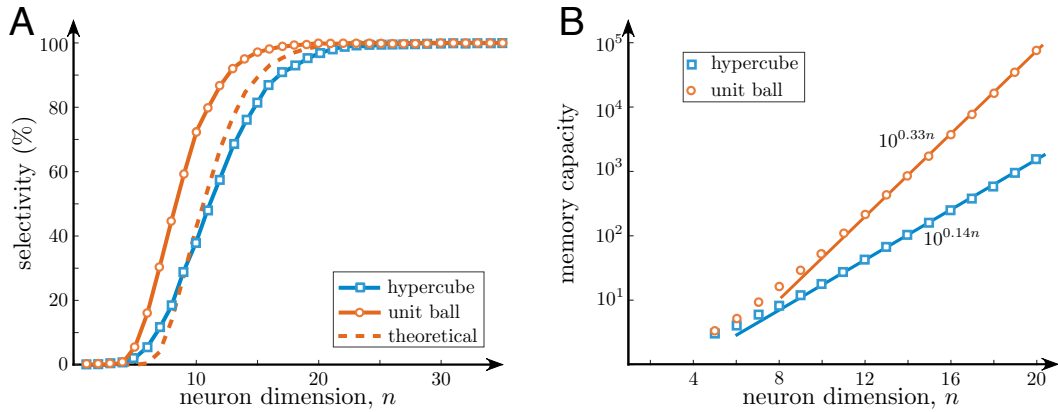 A
selectivity (%)
100
80
60
40
20
0
10
20
30
neuron dimension, n
hypercube
unit ball
theoretical
B
memory capacity
10^5
10^4
10^3
10^2
10^1
4
8
12
16
20
neuron dimension, n
hypercube
unit ball
10^{0.33n}
10^{0.14n}